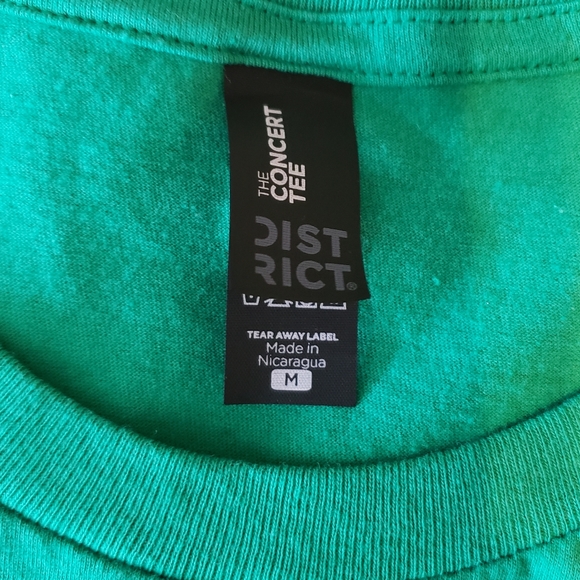 THE
CONCERT
TEE
DIST
RICT®
TEAR AWAY LABEL
Made in
Nicaragua
M